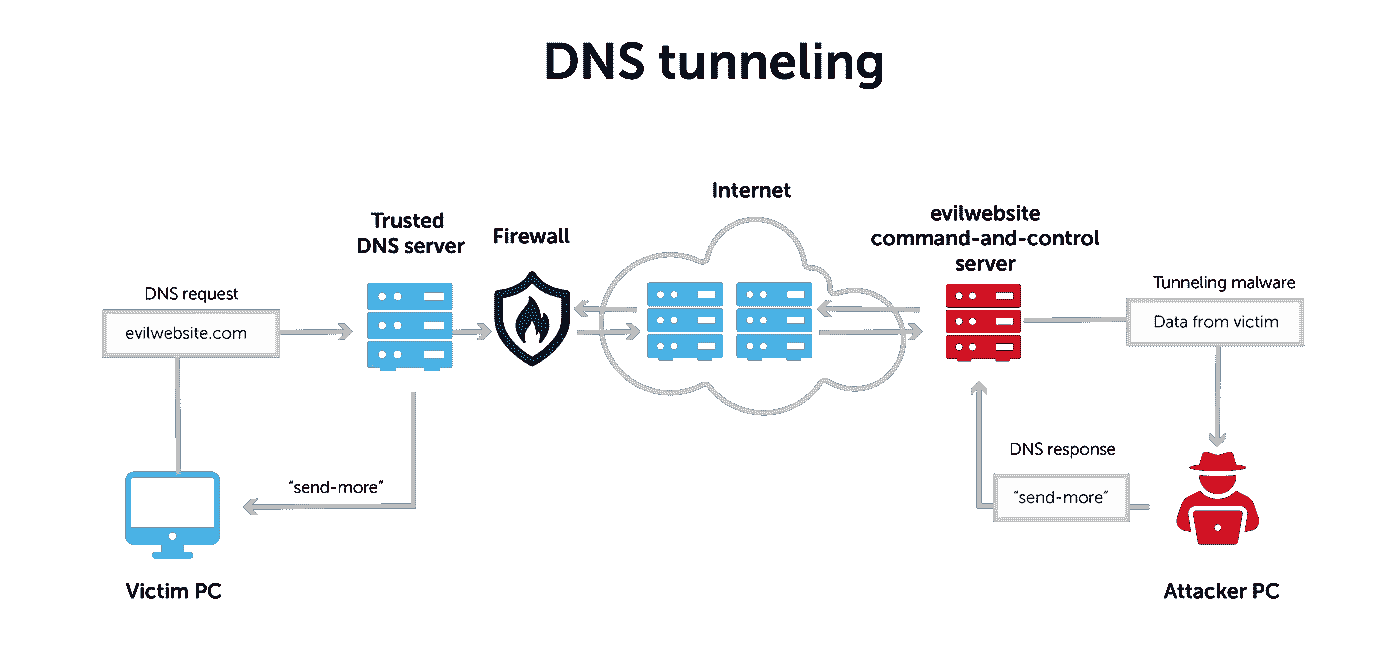 DNS tunneling
Internet
Trusted
DNS server
Firewall
evilwebsite
command-and-control
server
DNS request
evilwebsite.com
Tunneling malware
Data from victim
"send-more"
DNS response
"send-more"
Victim PC
Attacker PC